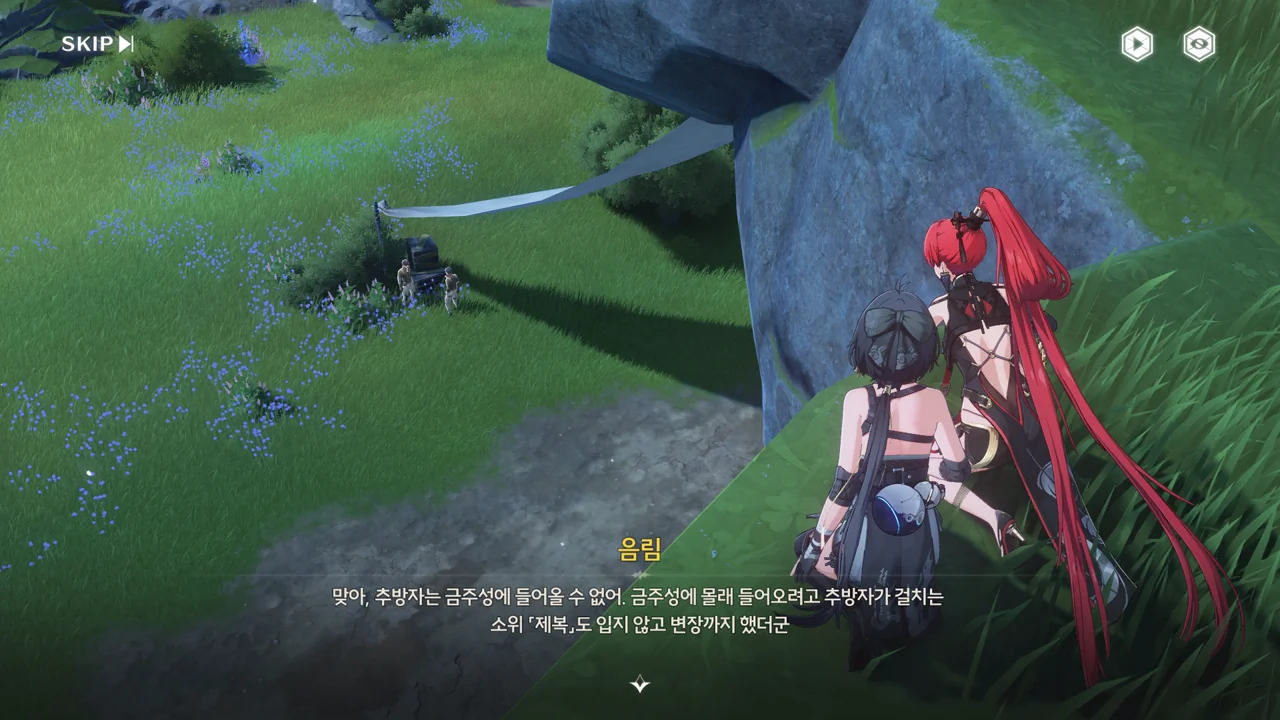 SKIP
음림
맞아, 추방자는 금주성에 들어올 수 없어. 금주성에 몰래 들어오려고 추방자가 걸치는
소위 「제복」도 입지 않고 변장까지 했더군